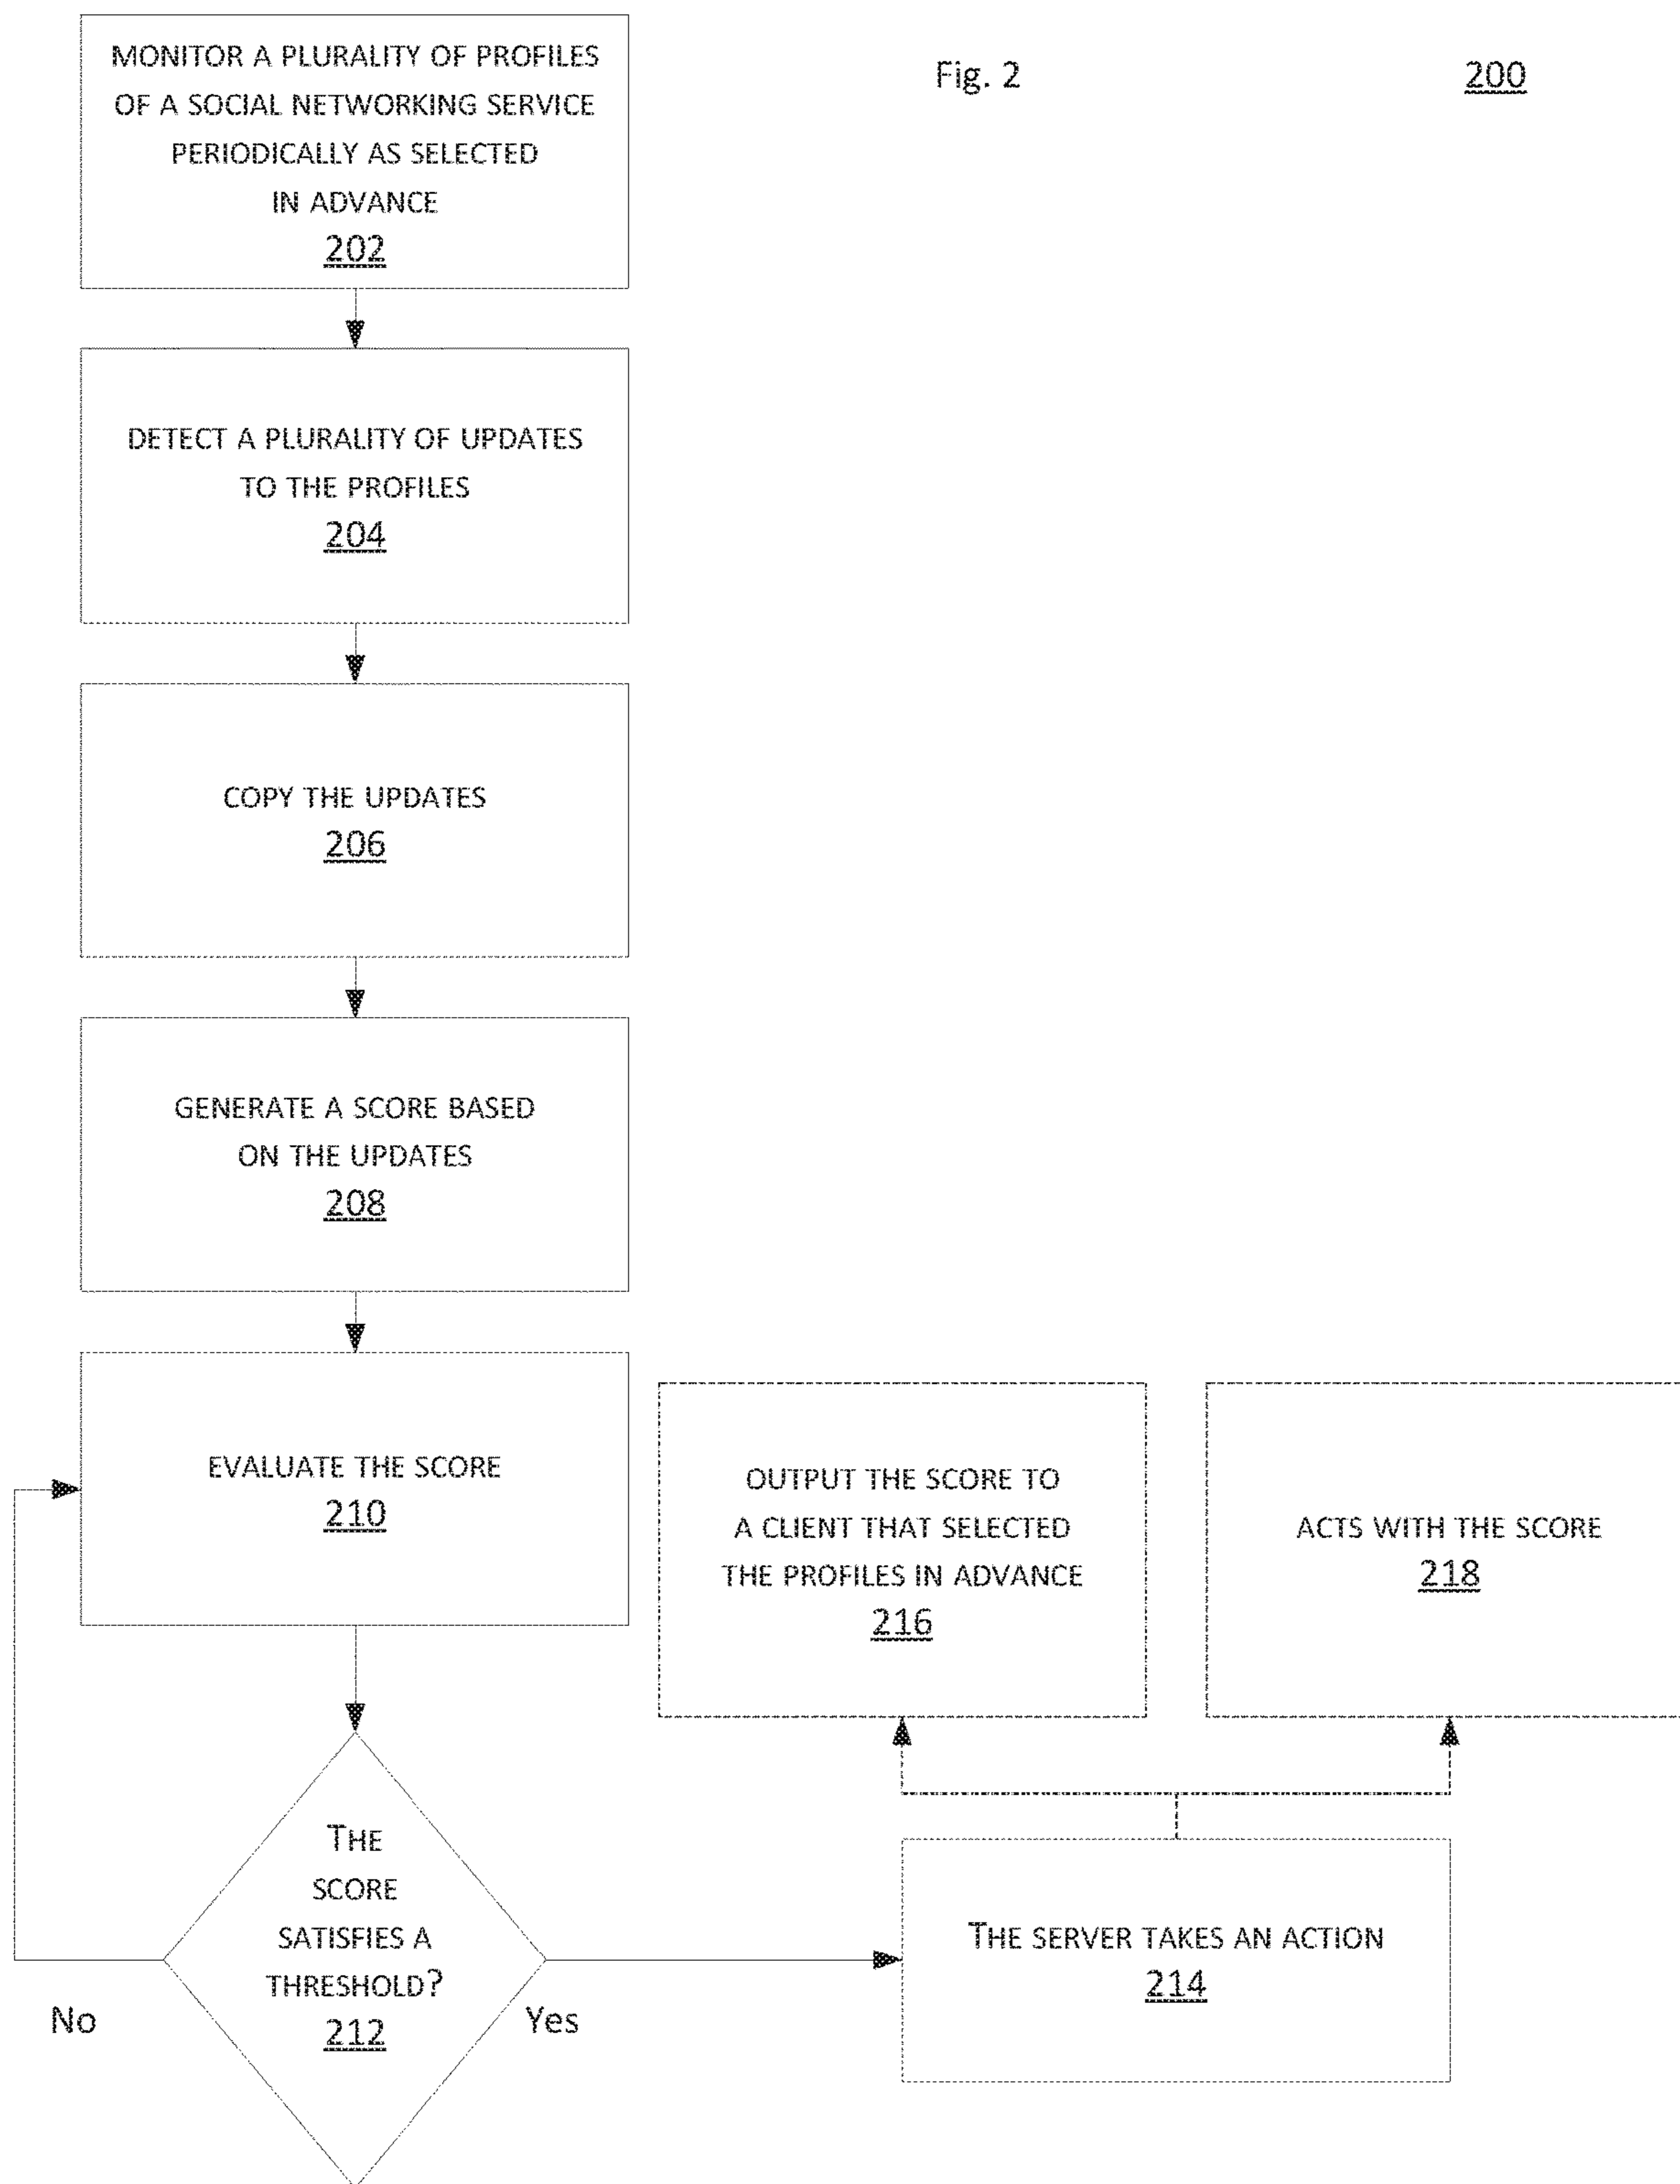 MONITOR A PLURALITY OF PROFILES
OF A SOCIAL NETWORKING SERVICE
PERIODICALLY AS SELECTED
IN ADVANCE
202
Fig. 2
200
DETECT A PLURALITY OF UPDATES
TO THE PROFILES
204
COPY THE UPDATES
206
GENERATE A SCORE BASED
ON THE UPDATES
208
EVALUATE THE SCORE
210
OUTPUT THE SCORE TO
A CLIENT THAT SELECTED
THE PROFILES IN ADVANCE
216
ACTS WITH THE SCORE
218
THE
SCORE
SATISFIES A
THRESHOLD?
212
No
Yes
THE SERVER TAKES AN ACTION
214